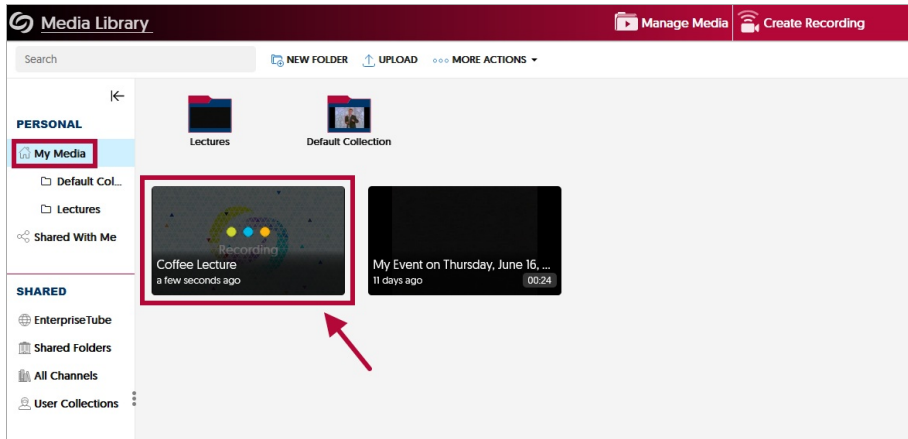 Media Library
Manage Media
Create Recording
Search
NEW FOLDER
UPLOAD
MORE ACTIONS
PERSONAL
My Media
Default Col...
Lectures
Shared With Me
SHARED
EnterpriseTube
Shared Folders
All Channels
User Collections
Lectures
Default Collection
Recording
Coffee Lecture
a few seconds ago
My Event on Thursday, June 16, ...
11 days ago
00:24